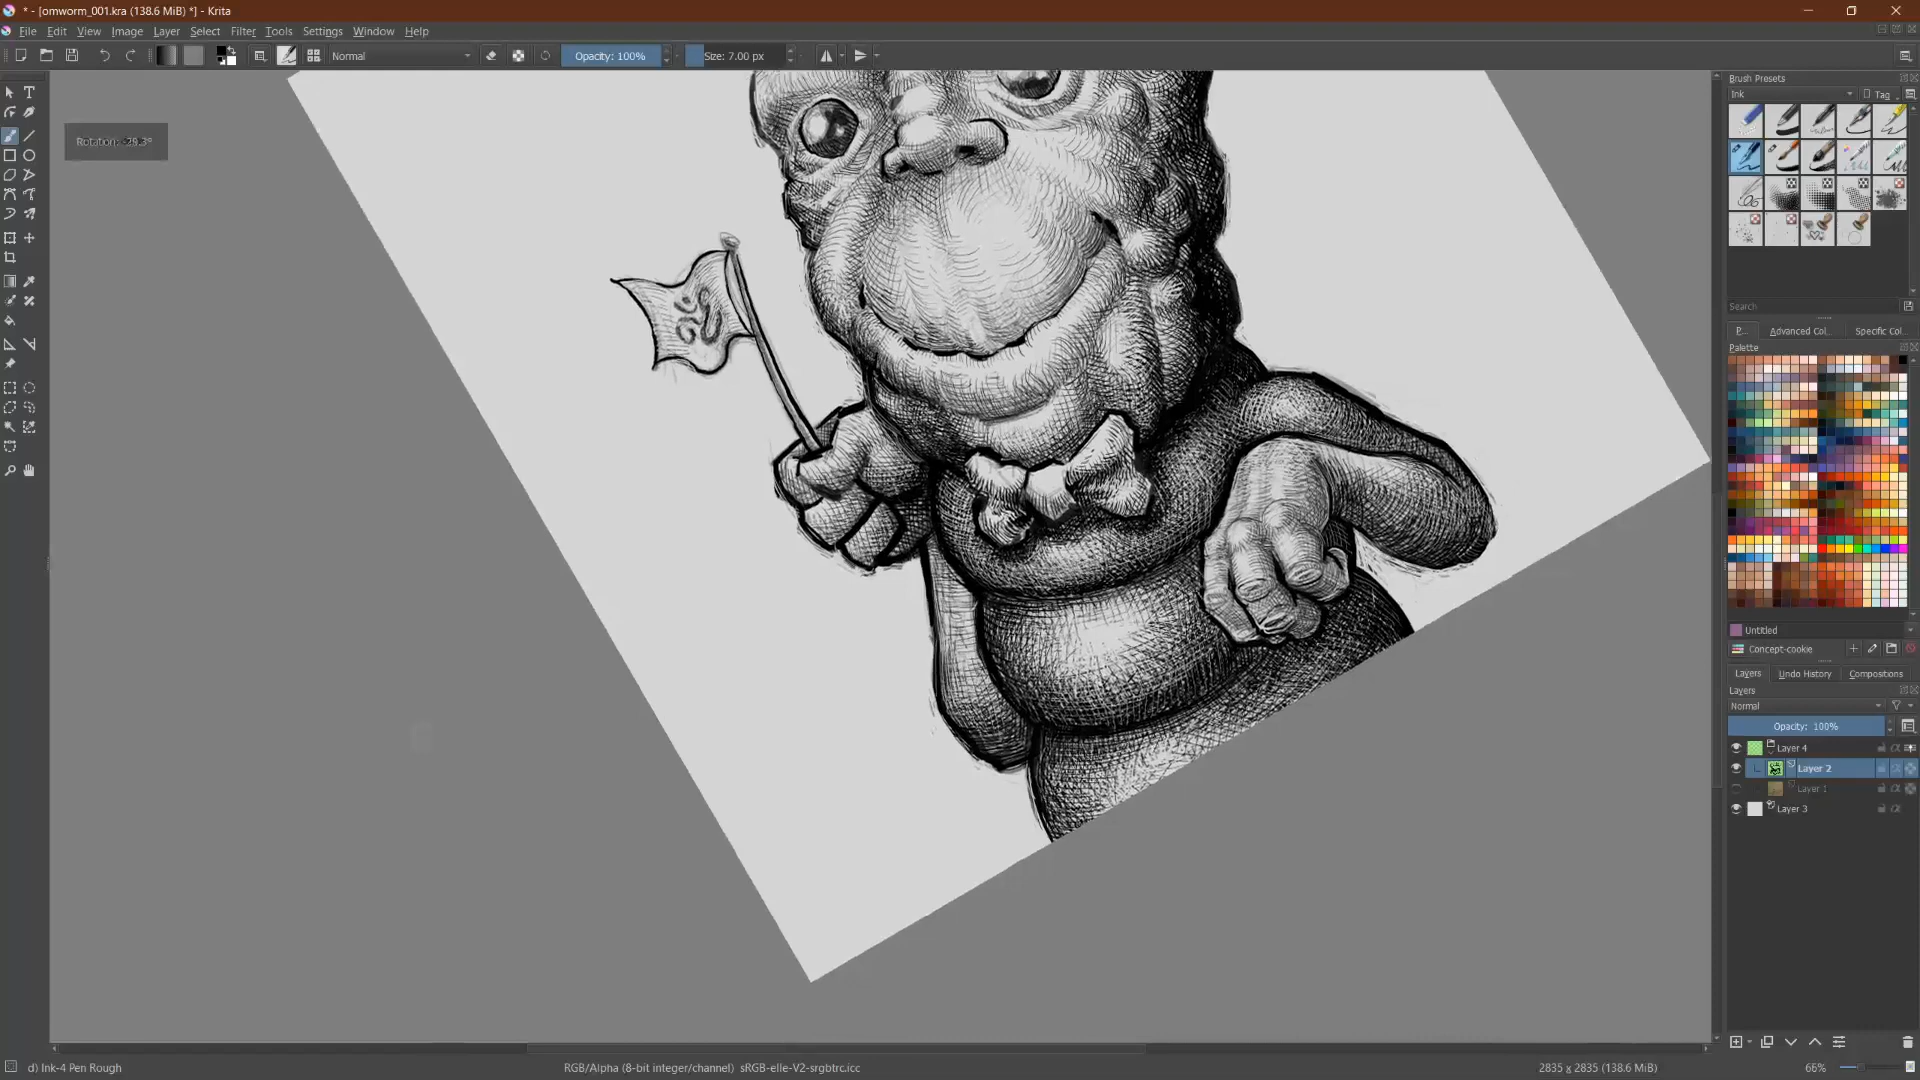 * - [omworm_001.kra (138.6 MiB) *] - Krita
File Edit View Image Layer Select Filter Tools Settings Window Help
Normal Opacity: 100% Size: 7.00 px
Brush Presets
Ink Tag
Rotation: -29.3°
Search
P... Advanced Col... Specific Col...
Palette
Untitled
Concept-cookie
Layers Undo History Compositions
Layers
Normal
Opacity: 100%
Layer 4
Layer 2
Layer 1
Layer 3
d) Ink-4 Pen Rough RGB/Alpha (8-bit integer/channel) sRGB-elle-V2-srgbtrc.icc 2835 x 2835 (138.6 MiB) 66%